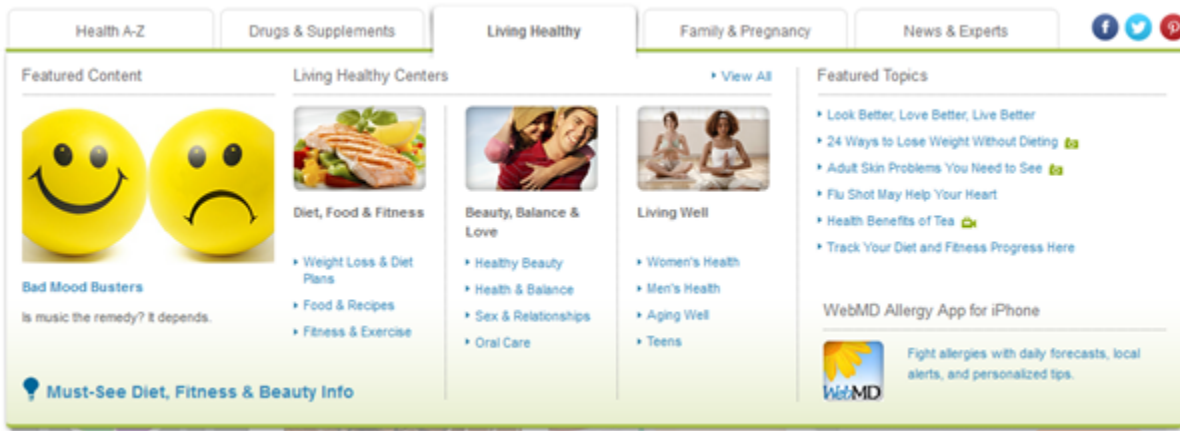 Health A-Z
Drugs & Supplements
Living Healthy
Family & Pregnancy
News & Experts
Featured Content
Bad Mood Busters
Is music the remedy? It depends.
Must-See Diet, Fitness & Beauty Info
Living Healthy Centers
View All
Diet, Food & Fitness
Weight Loss & Diet
Plans
Food & Recipes
Fitness & Exercise
Beauty, Balance &
Love
Healthy Beauty
Health & Balance
Sex & Relationships
Oral Care
Living Well
Women's Health
Men's Health
Aging Well
Teens
Featured Topics
Look Better, Love Better, Live Better
24 Ways to Lose Weight Without Dieting
Adult Skin Problems You Need to See
Flu Shot May Help Your Heart
Health Benefits of Tea
Track Your Diet and Fitness Progress Here
WebMD Allergy App for iPhone
WebMD
Fight allergies with daily forecasts, local
alerts, and personalized tips.